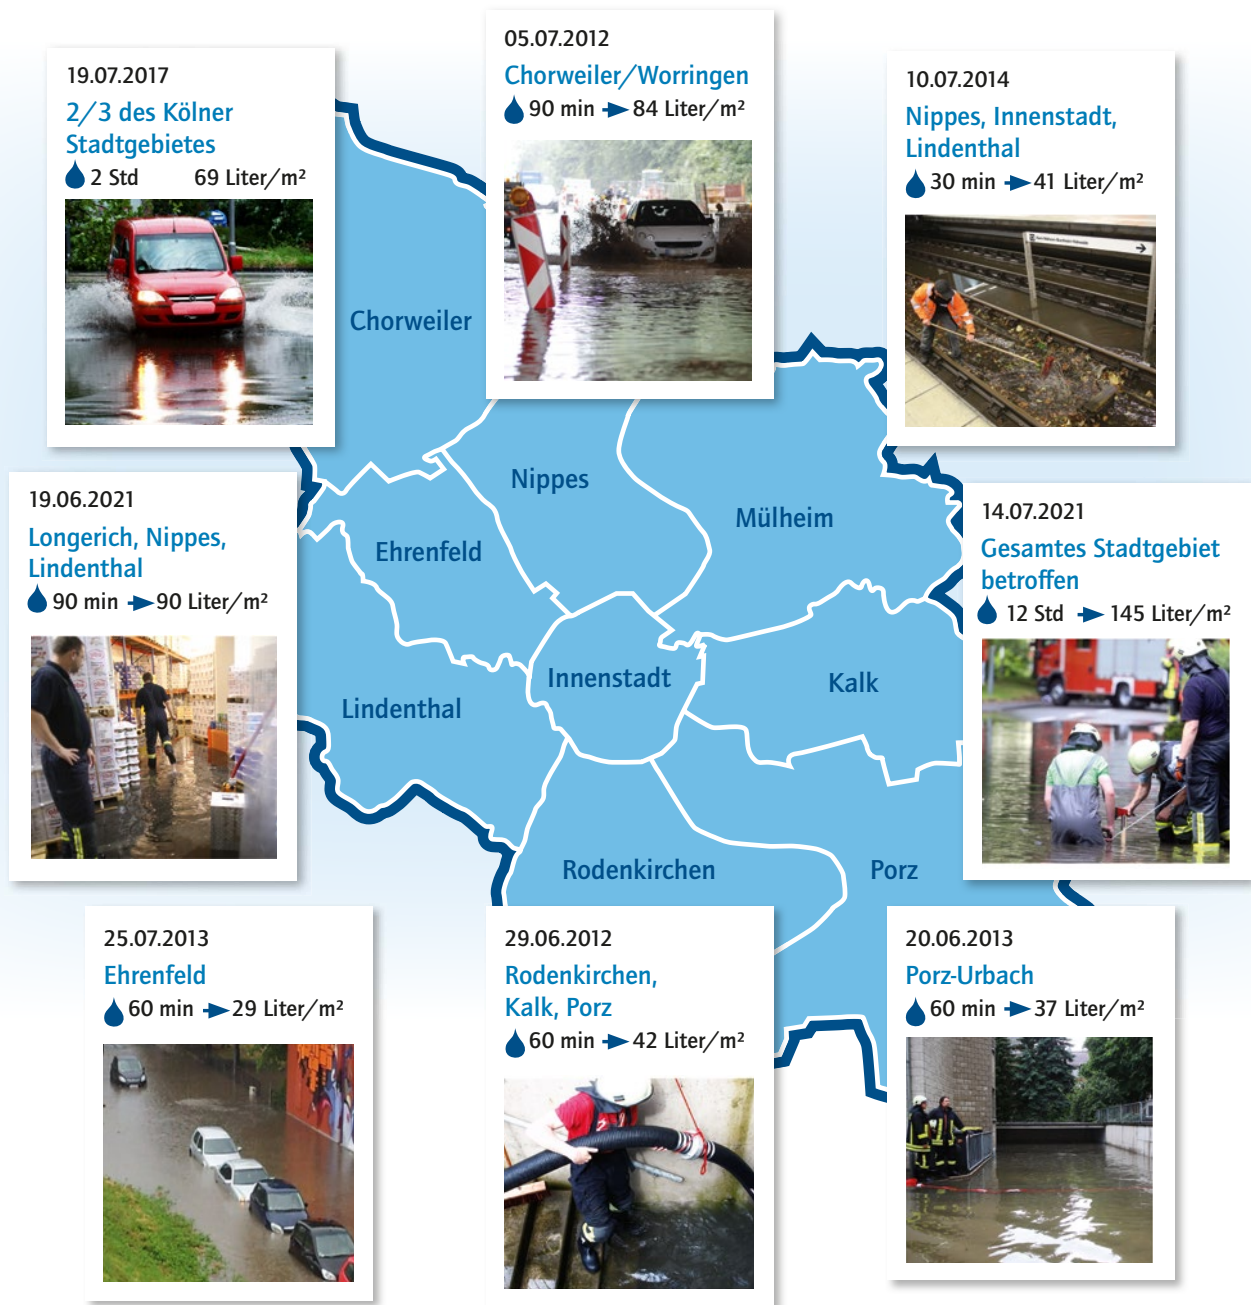 19.07.2017
2/3 des Kölner
Stadtgebietes
2 Std 69 Liter/m²
05.07.2012
Chorweiler/Worringen
90 min 84 Liter/m²
10.07.2014
Nippes, Innenstadt,
Lindenthal
30 min 41 Liter/m²
Chorweiler
Nippes
Mülheim
Ehrenfeld
Innenstadt
Kalk
Lindenthal
Rodenkirchen
Porz
19.06.2021
Longerich, Nippes,
Lindenthal
90 min 90 Liter/m²
14.07.2021
Gesamtes Stadtgebiet
betroffen
12 Std 145 Liter/m²
25.07.2013
Ehrenfeld
60 min 29 Liter/m²
29.06.2012
Rodenkirchen,
Kalk, Porz
60 min 42 Liter/m²
20.06.2013
Porz-Urbach
60 min 37 Liter/m²